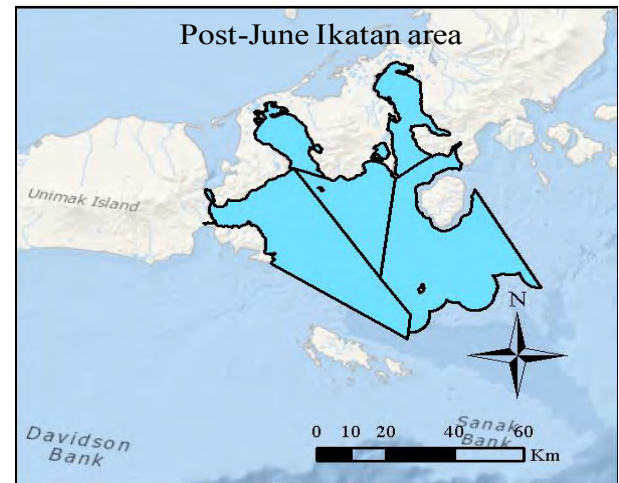 Post-June Ikatan area
Unimak Island
N
Davidson
Bank
Sanak
Bank
0 10 20 40 60
Km